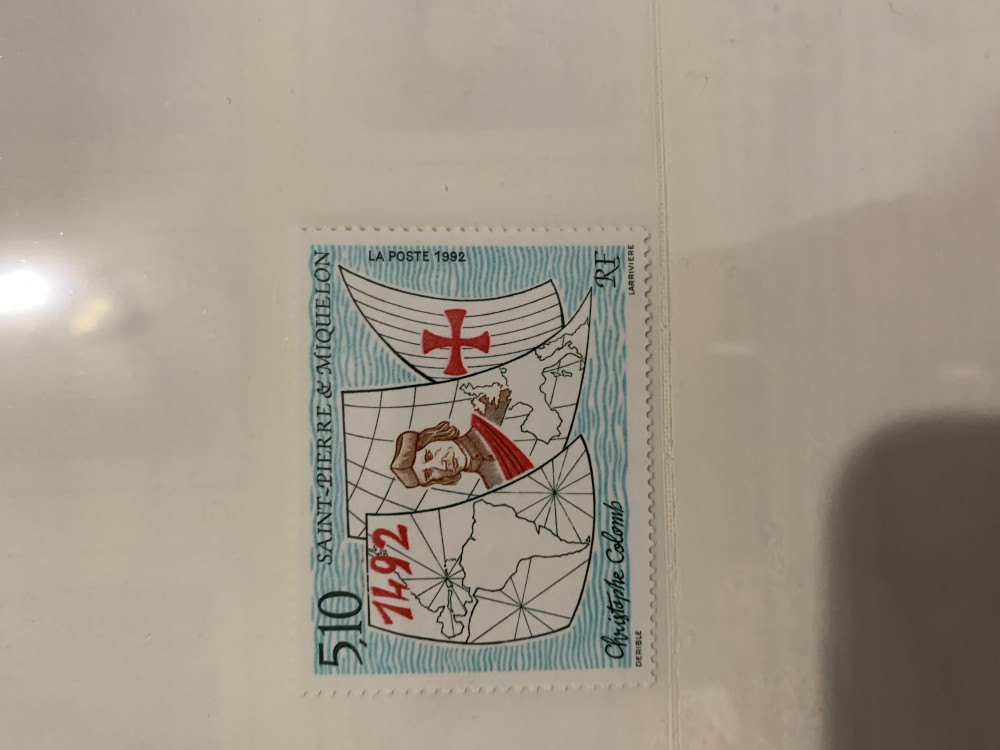 5,10 SAINT-PIERRE & MIQUELON
1492
LA POSTE 1992
Christophe Colomb
RF
DERIBLE
LARRIVIERE